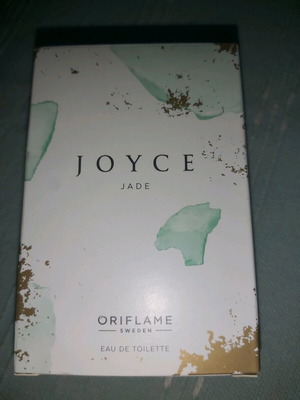 JOYCE
JADE
ORIFLAME
SWEDEN
EAU DE TOILETTE